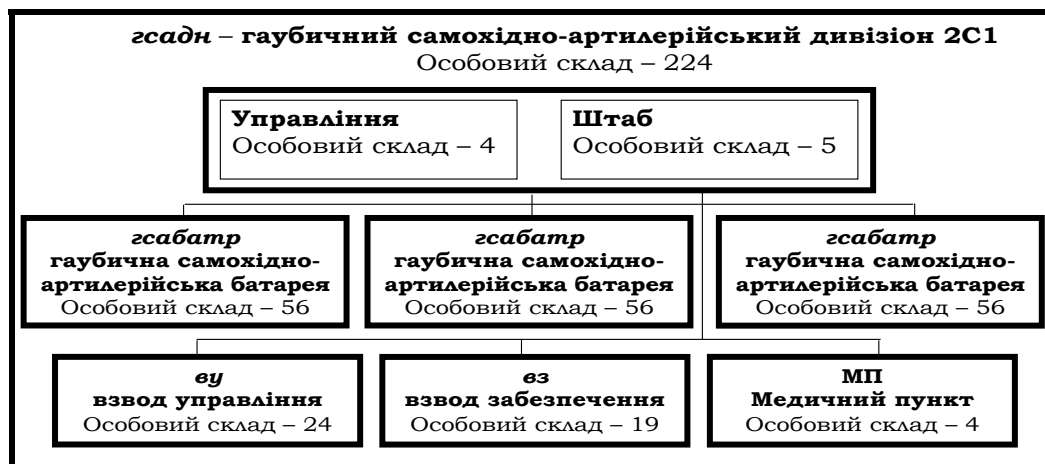 гсадн – гаубичний самохідно-артилерійський дивізіон 2С1
Особовий склад – 224
Управління
Особовий склад – 4
Штаб
Особовий склад – 5
гсабатр
гаубична самохідно-
артилерійська батарея
Особовий склад – 56
гсабатр
гаубична самохідно-
артилерійська батарея
Особовий склад – 56
гсабатр
гаубична самохідно-
артилерійська батарея
Особовий склад – 56
ву
взвод управління
Особовий склад – 24
вз
взвод забезпечення
Особовий склад – 19
МП
Медичний пункт
Особовий склад – 4